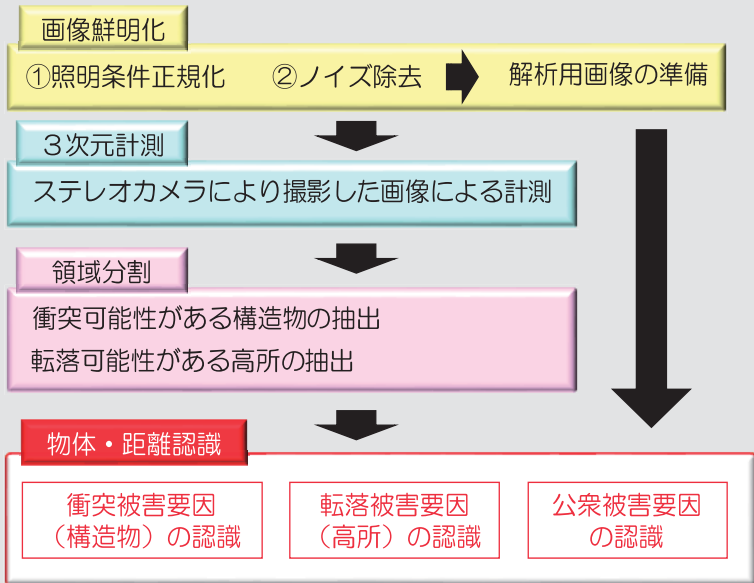 画像鮮明化
①照明条件正規化 ②ノイズ除去 解析用画像の準備
３次元計測
ステレオカメラにより撮影した画像による計測
領域分割
衝突可能性がある構造物の抽出
転落可能性がある高所の抽出
物体・距離認識
衝突被害要因
（構造物）の認識
転落被害要因
（高所）の認識
公衆被害要因
の認識